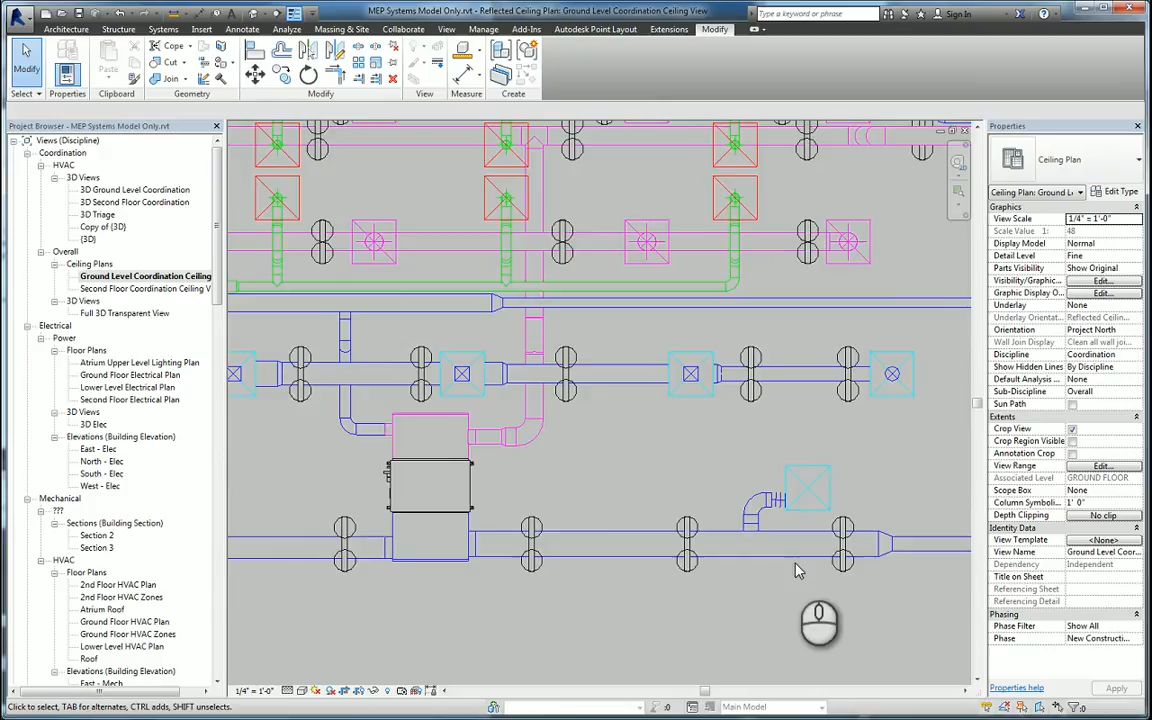 MEP Systems Model Only.rvt - Reflected Ceiling Plan: Ground Level Coordination Ceiling View
Type a keyword or phrase
Sign In
Architecture Structure Systems Insert Annotate Analyze Massing & Site Collaborate View Manage Add-Ins Autodesk Point Layout Extensions Modify
Modify
Paste
Cope
Cut
Join
Select Properties Clipboard Geometry Modify View Measure Create
Project Browser - MEP Systems Model Only.rvt
Views (Discipline)
Coordination
HVAC
3D Views
3D Ground Level Coordination
3D Second Floor Coordination
3D Triage
Copy of {3D}
{3D}
Overall
Ceiling Plans
Ground Level Coordination Ceiling
Second Floor Coordination Ceiling V
3D Views
Full 3D Transparent View
Electrical
Power
Floor Plans
Atrium Upper Level Lighting Plan
Ground Floor Electrical Plan
Lower Level Electrical Plan
Second Floor Electrical Plan
3D Views
3D Elec
Elevations (Building Elevation)
East - Elec
North - Elec
South - Elec
West - Elec
Mechanical
???
Sections (Building Section)
Section 2
Section 3
HVAC
Floor Plans
2nd Floor HVAC Plan
2nd Floor HVAC Zones
Atrium Roof
Ground Floor HVAC Plan
Ground Floor HVAC Zones
Lower Level HVAC Plan
Roof
Elevations (Building Elevation)
East - Mech
Properties
Ceiling Plan
Ceiling Plan: Ground L
Edit Type
Graphics
View Scale 1/4" = 1'-0"
Scale Value 1: 48
Display Model Normal
Detail Level Fine
Parts Visibility Show Original
Visibility/Graphic... Edit...
Graphic Display O... Edit...
Underlay None
Underlay Orientat... Reflected Ceilin...
Orientation Project North
Wall Join Display Clean all wall joi...
Discipline Coordination
Show Hidden Lines By Discipline
Default Analysis ... None
Sub-Discipline Overall
Sun Path
Extents
Crop View
Crop Region Visible
Annotation Crop
View Range Edit...
Associated Level GROUND FLOOR
Scope Box None
Column Symboli... 1' 0"
Depth Clipping No clip
Identity Data
View Template <None>
View Name Ground Level Coor...
Dependency Independent
Title on Sheet
Referencing Sheet
Referencing Detail
Phasing
Phase Filter Show All
Phase New Constructi...
Properties help
Apply
1/4" = 1'-0"
Click to select, TAB for alternates, CTRL adds, SHIFT unselects.
:0
Main Model
:0